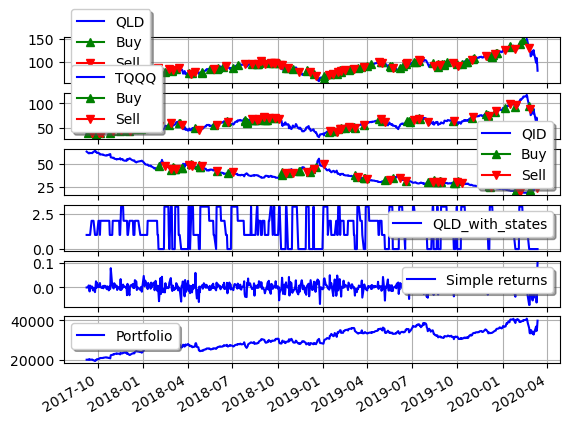 QLD
Buy
Sell
150
100
TQQQ
Buy
Sell
100
50
QID
Buy
Sell
50
25
QLD_with_states
2.5
0.0
Simple returns
0.1
0.0
Portfolio
40000
20000
2017-10 2018-01 2018-04 2018-07 2018-10 2019-01 2019-04 2019-07 2019-10 2020-01 2020-04